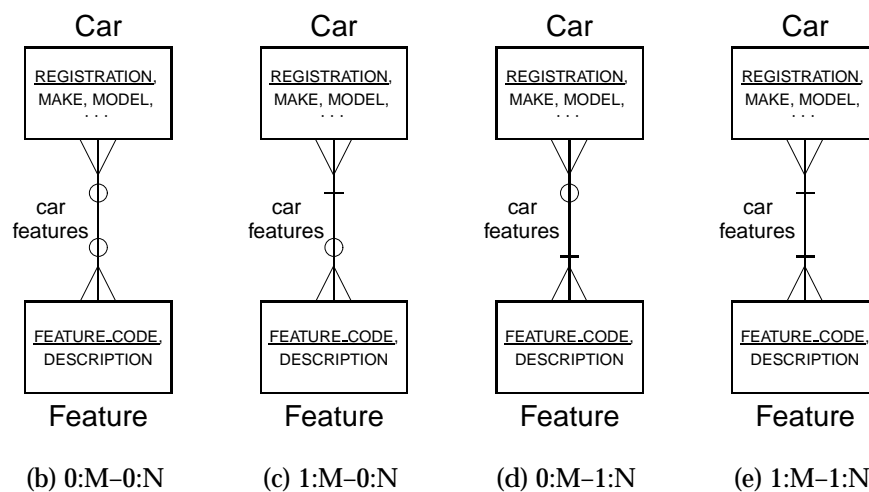 Car
REGISTRATION,
MAKE, MODEL,
. . .
car
features
FEATURE_CODE,
DESCRIPTION
Feature
(b) 0:M–0:N
Car
REGISTRATION,
MAKE, MODEL,
. . .
car
features
FEATURE_CODE,
DESCRIPTION
Feature
(c) 1:M–0:N
Car
REGISTRATION,
MAKE, MODEL,
. . .
car
features
FEATURE_CODE,
DESCRIPTION
Feature
(d) 0:M–1:N
Car
REGISTRATION,
MAKE, MODEL,
. . .
car
features
FEATURE_CODE,
DESCRIPTION
Feature
(e) 1:M–1:N